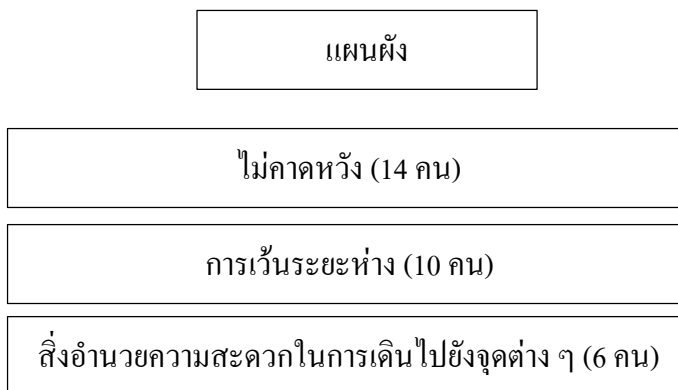 แผนผัง
ไม่คาดหวัง (14 คน)
การเว้นระยะห่าง (10 คน)
สิ่งอำนวยความสะดวกในการเดินไปยังจุดต่าง ๆ (6 คน)